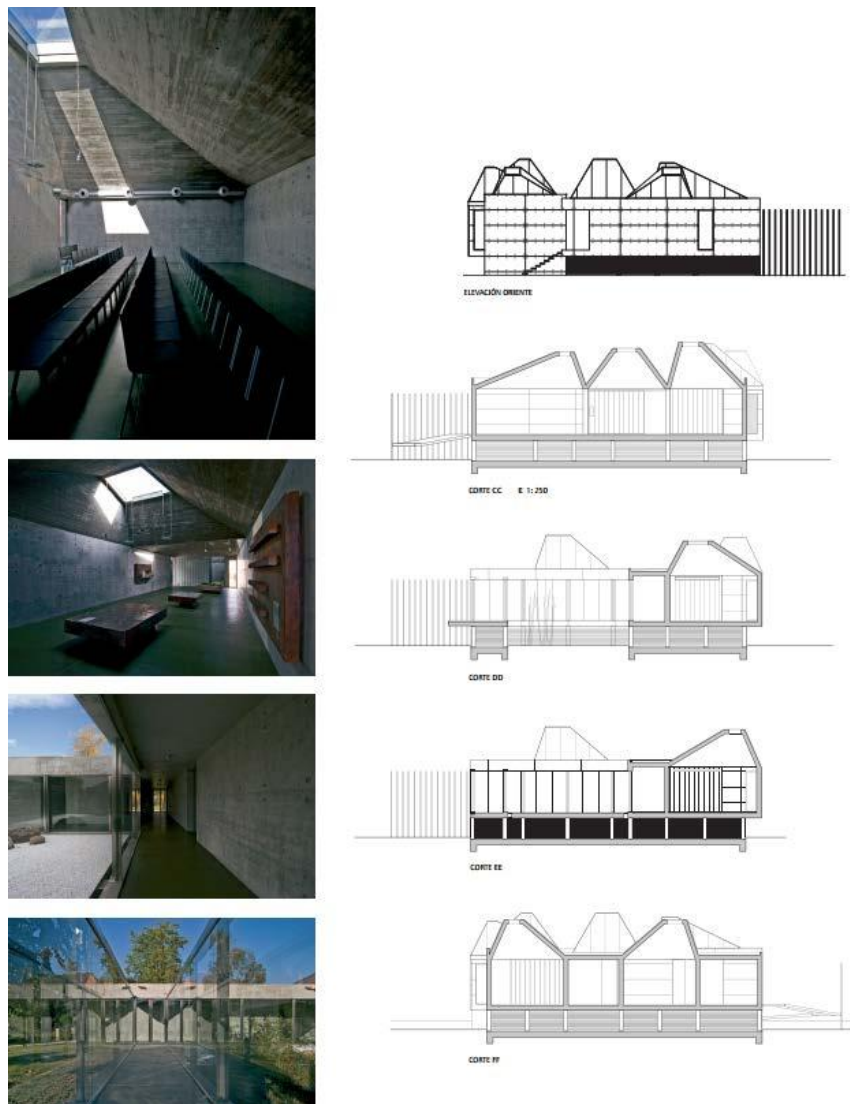 ELEVACIÓN ORIENTE
CORTE CC E 1: 250
CORTE DD
CORTE EE
CORTE FF